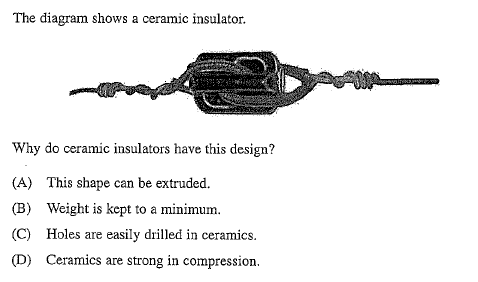 The diagram shows a ceramic insulator.
Why do ceramic insulators have this design?
(A) This shape can be extruded.
(B) Weight is kept to a minimum.
(C) Holes are easily drilled in ceramics.
(D) Ceramics are strong in compression.